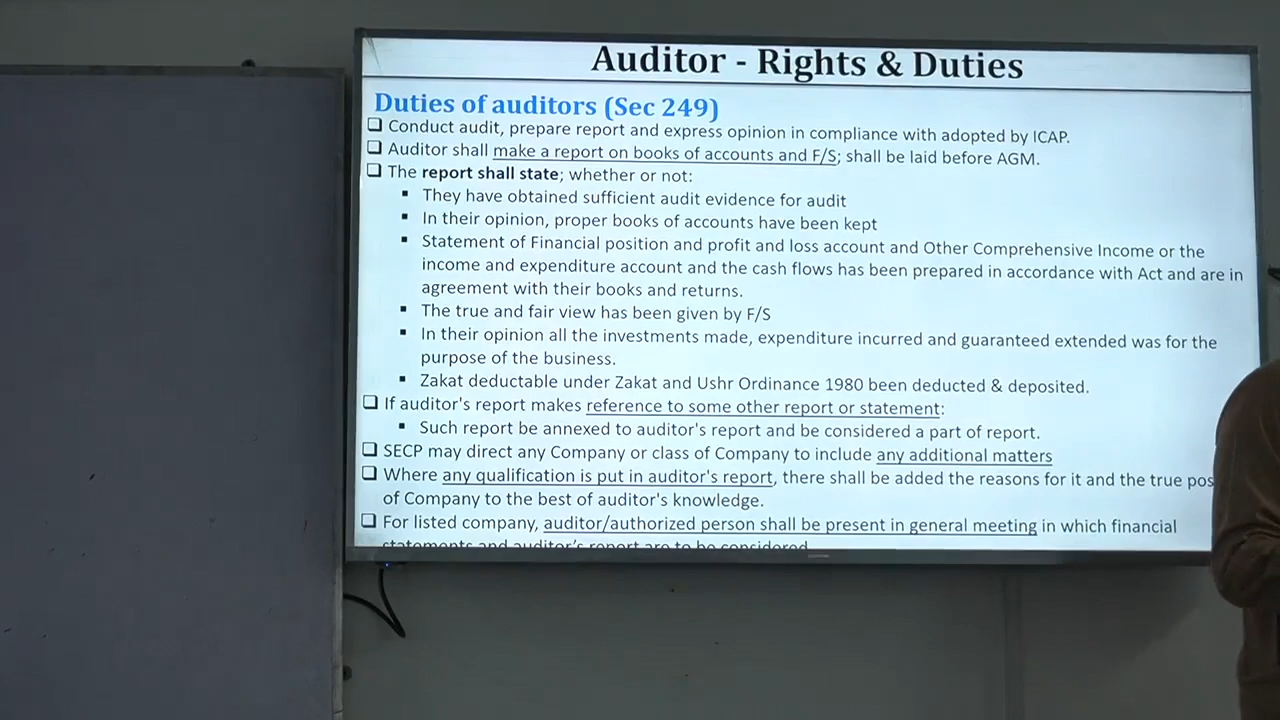 Auditor - Rights & Duties
Duties of auditors (Sec 249)
❑ Conduct audit, prepare report and express opinion in compliance with adopted by ICAP.
❑ Auditor shall make a report on books of accounts and F/S; shall be laid before AGM.
❑ The report shall state; whether or not:
▪ They have obtained sufficient audit evidence for audit
▪ In their opinion, proper books of accounts have been kept
▪ Statement of Financial position and profit and loss account and Other Comprehensive Income or the
income and expenditure account and the cash flows has been prepared in accordance with Act and are in
agreement with their books and returns.
▪ The true and fair view has been given by F/S
▪ In their opinion all the investments made, expenditure incurred and guaranteed extended was for the
purpose of the business.
▪ Zakat deductable under Zakat and Ushr Ordinance 1980 been deducted & deposited.
❑ If auditor's report makes reference to some other report or statement:
▪ Such report be annexed to auditor's report and be considered a part of report.
❑ SECP may direct any Company or class of Company to include any additional matters
❑ Where any qualification is put in auditor's report, there shall be added the reasons for it and the true pos
of Company to the best of auditor's knowledge.
❑ For listed company, auditor/authorized person shall be present in general meeting in which financial
statements and auditor's report are to be considered